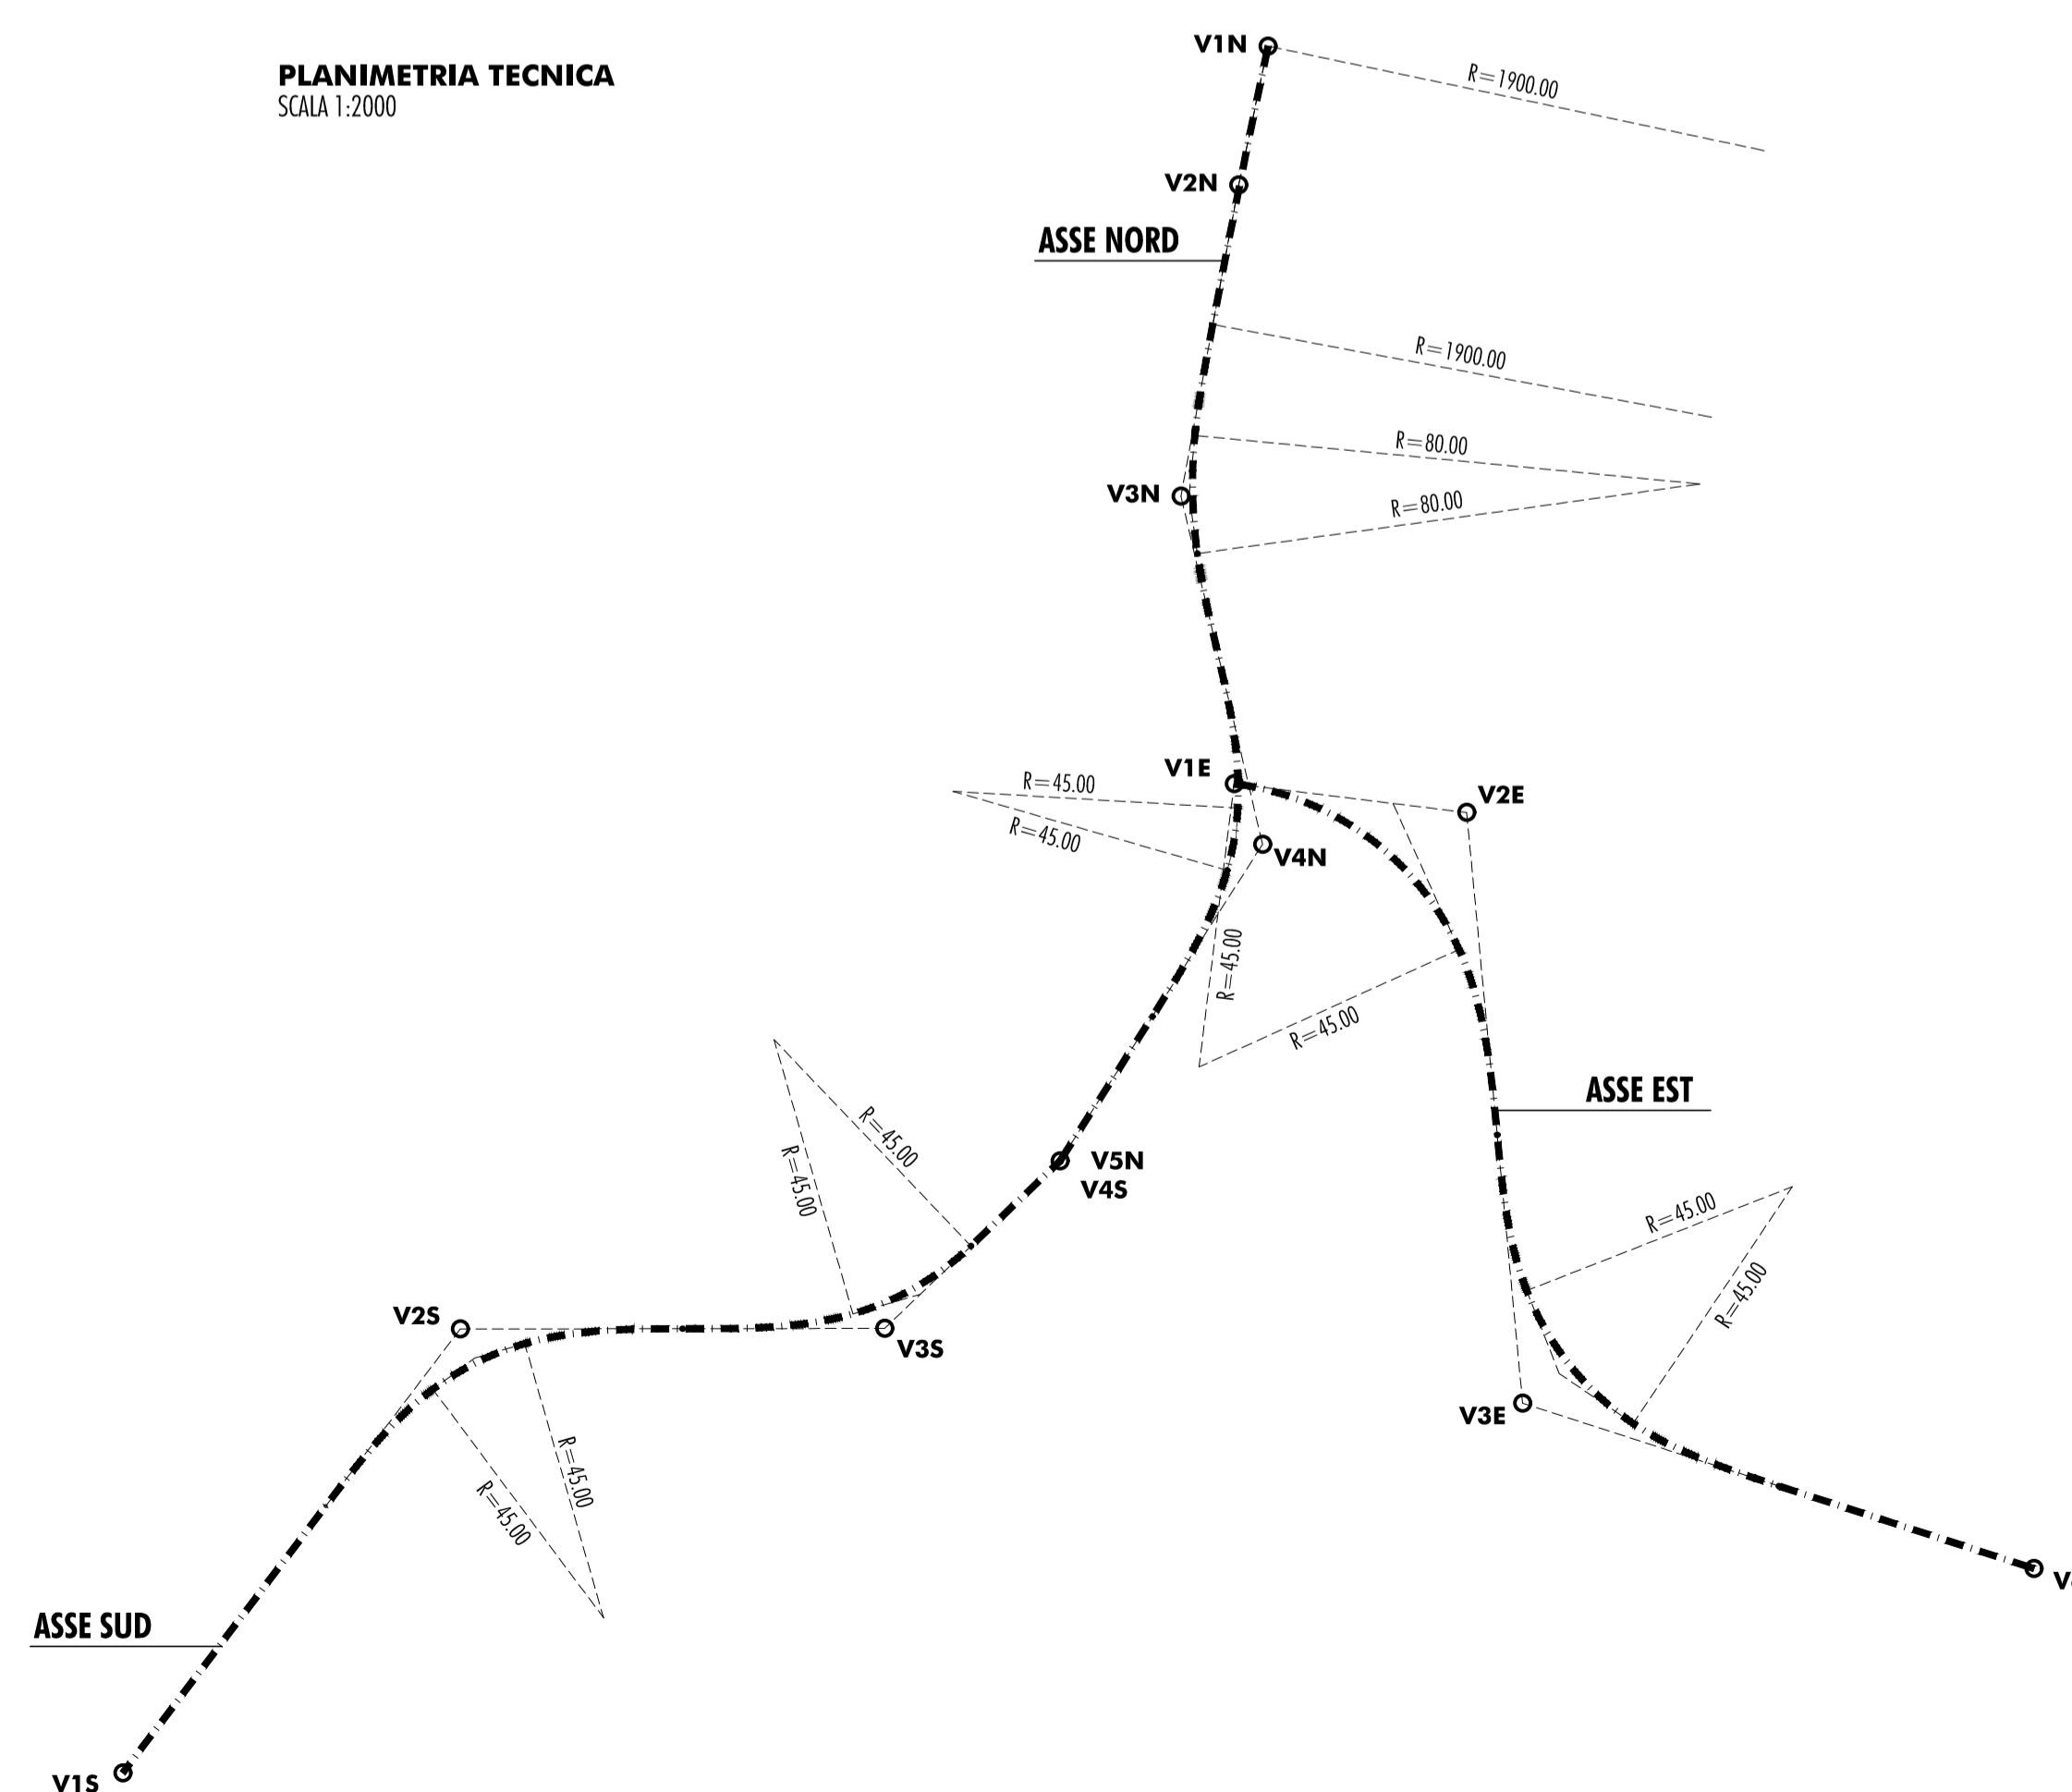 PLANIMETRIA TECNICA
SCALA 1:2000
V1N
R=1900.00
V2N
ASSE NORD
R=1900.00
R=80.00
V3N
R=80.00
V1E
R=45.00
V2E
R=45.00
V4N
R=45.00
R=45.00
ASSE EST
R=45.00
R=45.00
V5N
V4S
R=45.00
R=45.00
V2S
V3S
V3E
R=45.00
R=45.00
ASSE SUD
V1S